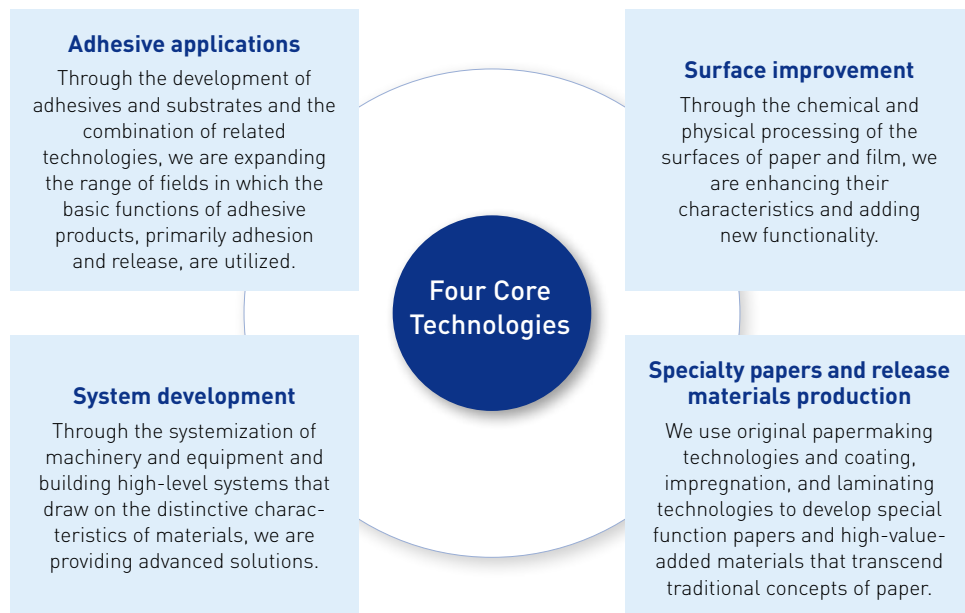 Adhesive applications
Through the development of
adhesives and substrates and the
combination of related
technologies, we are expanding
the range of fields in which the
basic functions of adhesive
products, primarily adhesion
and release, are utilized.
Surface improvement
Through the chemical and
physical processing of the
surfaces of paper and film, we
are enhancing their
characteristics and adding
new functionality.
Four Core
Technologies
System development
Through the systemization of
machinery and equipment and
building high-level systems that
draw on the distinctive charac-
teristics of materials, we are
providing advanced solutions.
Specialty papers and release
materials production
We use original papermaking
technologies and coating,
impregnation, and laminating
technologies to develop special
function papers and high-value-
added materials that transcend
traditional concepts of paper.